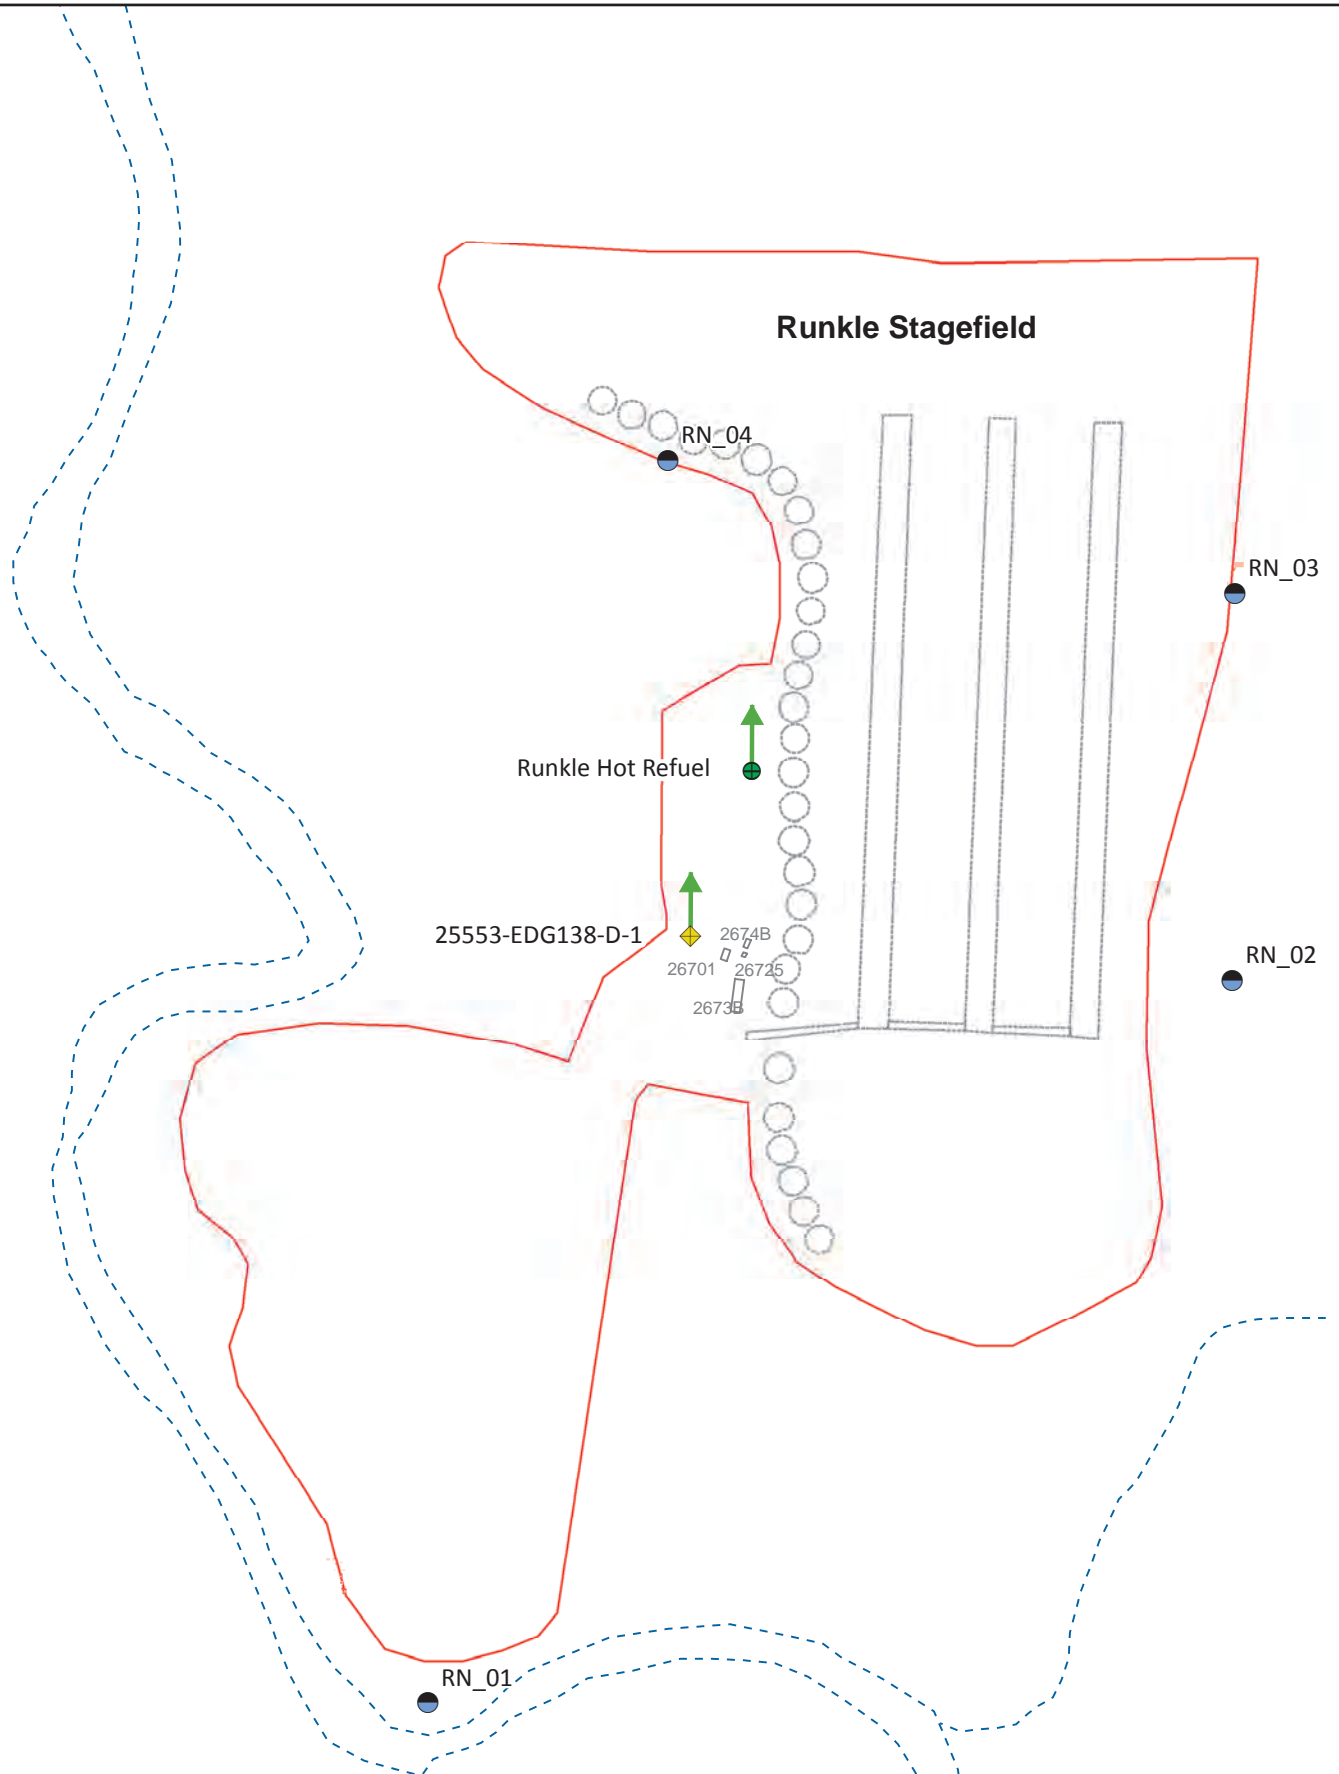 Runkle Stagefield
RN_04
RN_03
Runkle Hot Refuel
25553-EDG138-D-1
2674B
26701
26725
2673B
RN_02
RN_01